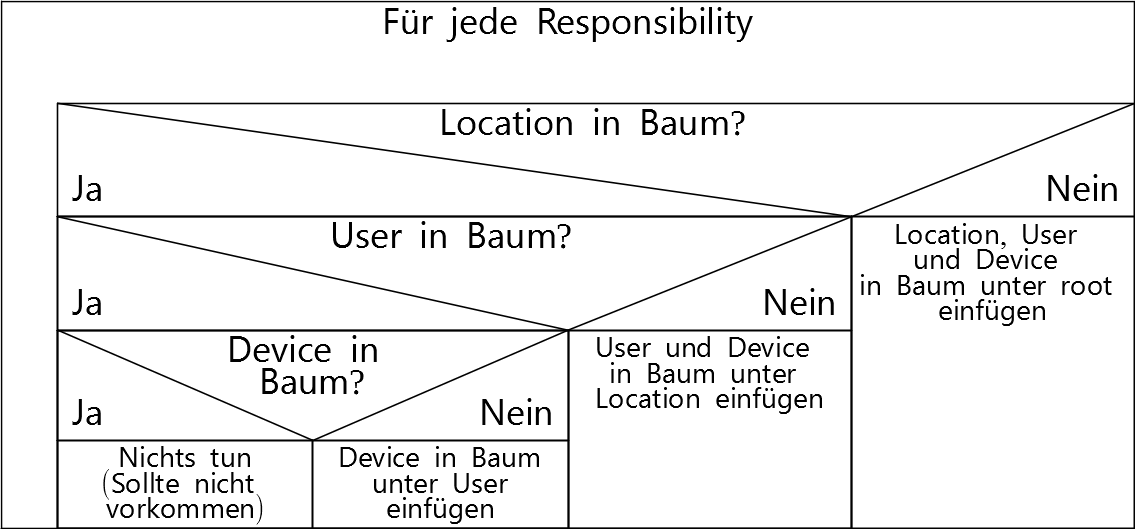 Für jede Responsibility
Location in Baum?
Ja
Nein
User in Baum?
Ja
Nein
Location, User
und Device
in Baum unter root
einfügen
Device in
Baum?
Ja
Nein
User und Device
in Baum unter
Location einfügen
Nichts tun
(Sollte nicht
vorkommen)
Device in Baum
unter User
einfügen